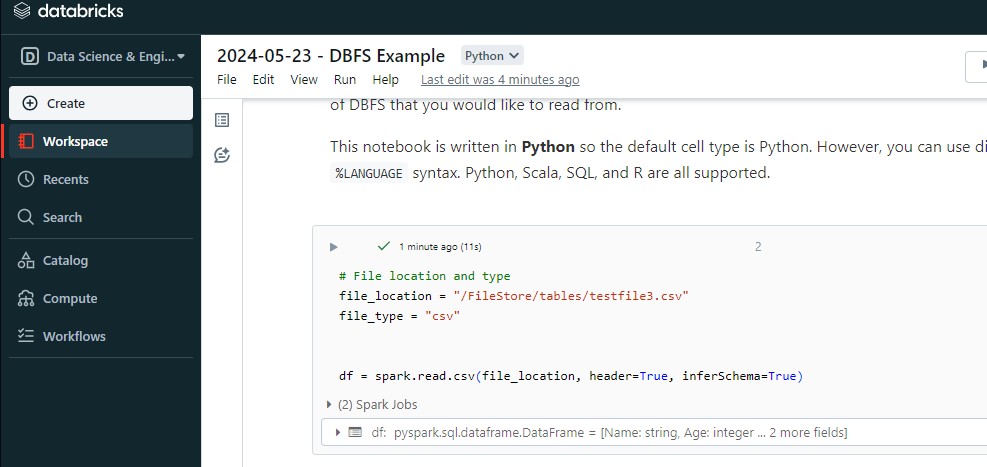 databricks
Data Science & Engi...
2024-05-23 - DBFS Example Python
File Edit View Run Help Last edit was 4 minutes ago
Create
Workspace
Recents
Search
Catalog
Compute
Workflows
of DBFS that you would like to read from.
This notebook is written in Python so the default cell type is Python. However, you can use di
%LANGUAGE syntax. Python, Scala, SQL, and R are all supported.
1 minute ago (11s) 2
# File location and type
file_location = "/FileStore/tables/testfile3.csv"
file_type = "csv"
df = spark.read.csv(file_location, header=True, inferSchema=True)
(2) Spark Jobs
df: pyspark.sql.dataframe.DataFrame = [Name: string, Age: integer ... 2 more fields]